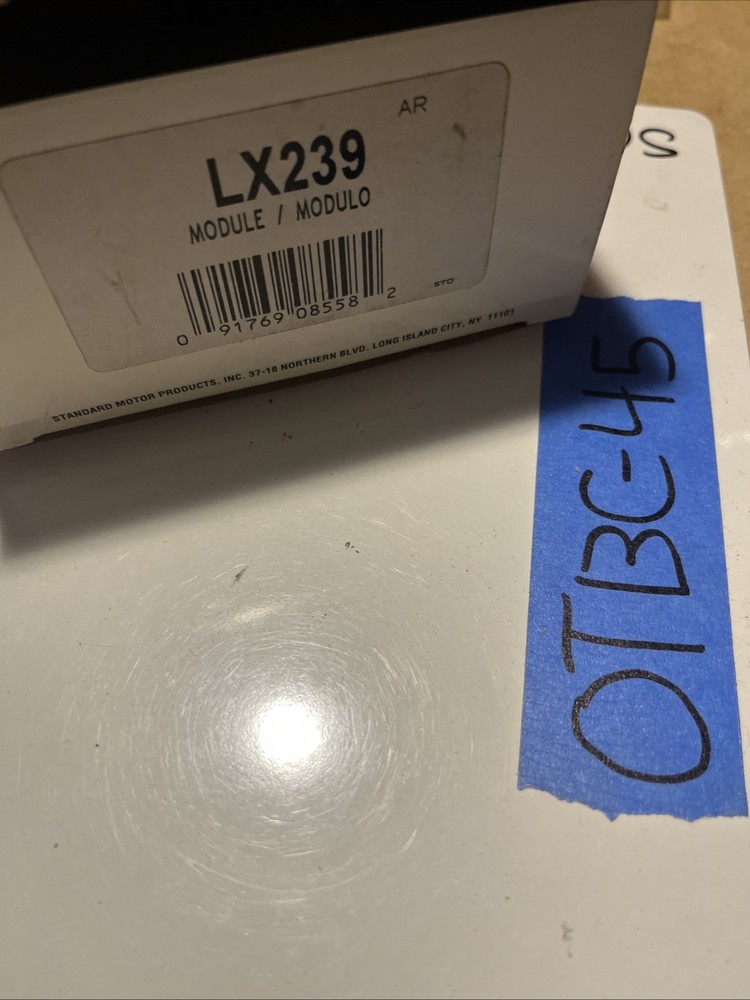 AR
LX239
MODULE / MODULO
0 91769 08558 2
STD
STANDARD MOTOR PRODUCTS, INC. 37-18 NORTHERN BLVD. LONG ISLAND CITY, NY 11101
OTBC-45